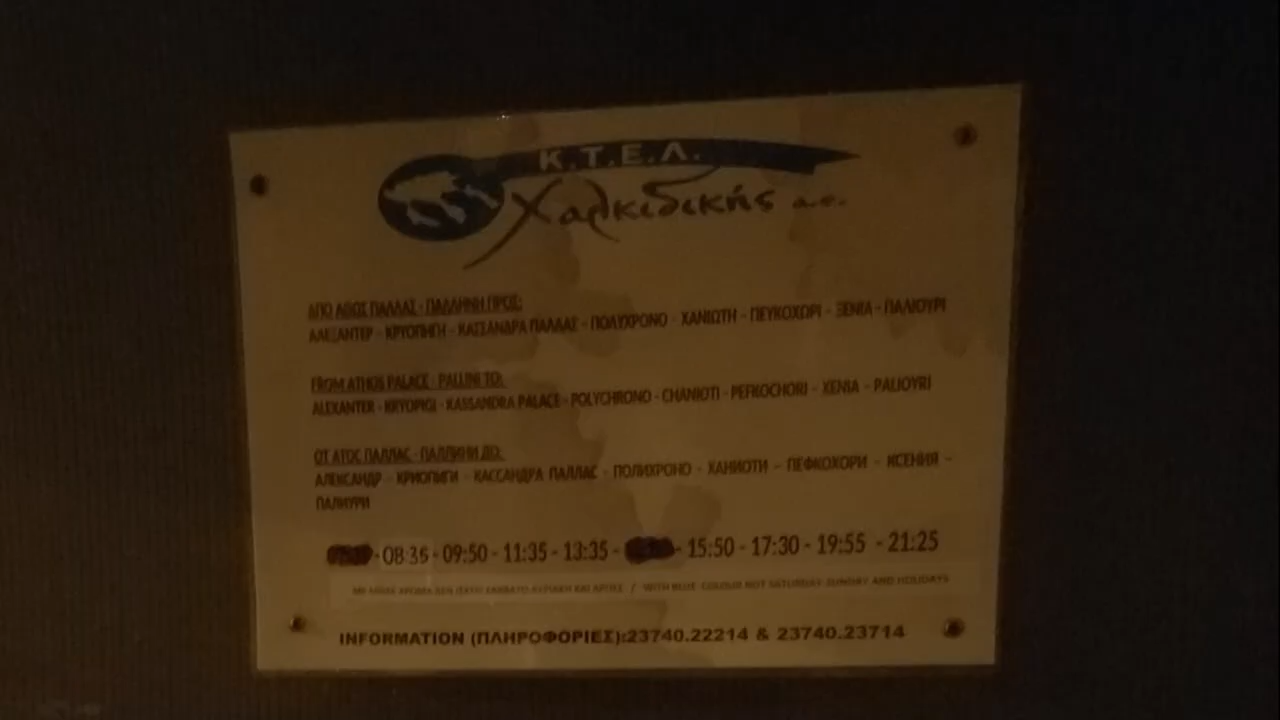 Κ.Τ.Ε.Λ.
Χαλκιδικής α.ε.
ΑΠΟ ΑΘΟΣ ΠΑΛΛΑΣ - ΠΑΛΛΗΝΗ ΠΡΟΣ:
ΑΛΕΞΑΝΤΕΡ - ΚΡΥΟΠΗΓΗ - ΚΑΣΣΑΝΔΡΑ ΠΑΛΛΑΣ - ΠΟΛΥΧΡΟΝΟ - ΧΑΝΙΩΤΗ - ΠΕΥΚΟΧΩΡΙ - ΞΕΝΙΑ - ΠΑΛΙΟΥΡΙ
FROM ATHOS PALACE - PALLINI TO:
ALEXANTER - KRYOPIGI - KASSANDRA PALACE - POLYCHRONO - CHANIOTI - PEFKOCHORI - XENIA - PALIOYRI
ОТ АТОС ПАЛЛАС - ПАЛЛИНИ ДО:
АЛЕКСАНДР - КРИОПИГИ - КАССАНДРА ПАЛЛАС - ПОЛИХРОНО - ХАНИОТИ - ПЕФКОХОРИ - КСЕНИЯ -
ПАЛИУРИ
- 08:35 - 09:50 - 11:35 - 13:35 - - 15:50 - 17:30 - 19:55 - 21:25
ΜΕ ΜΠΛΕ ΧΡΩΜΑ ΔΕΝ ΙΣΧΥΕΙ ΣΑΒΒΑΤΟ ΚΥΡΙΑΚΗ ΚΑΙ ΑΡΓΙΕΣ / WITH BLUE COLOUR NOT SATURDAY SUNDAY AND HOLIDAYS
INFORMATION (ΠΛΗΡΟΦΟΡΙΕΣ):23740.22214 & 23740.23714